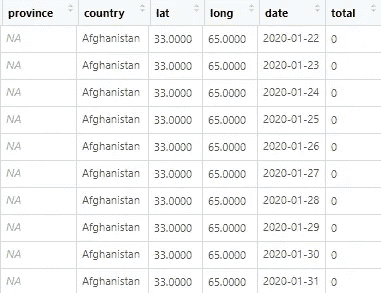 province country lat long date total
NA Afghanistan 33.0000 65.0000 2020-01-22 0
NA Afghanistan 33.0000 65.0000 2020-01-23 0
NA Afghanistan 33.0000 65.0000 2020-01-24 0
NA Afghanistan 33.0000 65.0000 2020-01-25 0
NA Afghanistan 33.0000 65.0000 2020-01-26 0
NA Afghanistan 33.0000 65.0000 2020-01-27 0
NA Afghanistan 33.0000 65.0000 2020-01-28 0
NA Afghanistan 33.0000 65.0000 2020-01-29 0
NA Afghanistan 33.0000 65.0000 2020-01-30 0
NA Afghanistan 33.0000 65.0000 2020-01-31 0